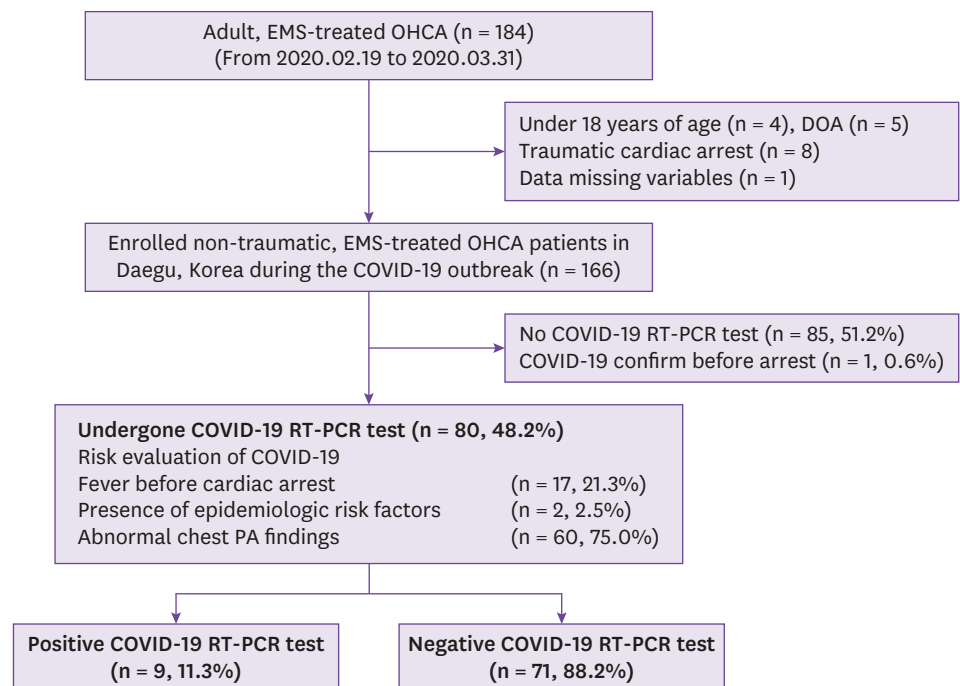 Adult, EMS-treated OHCA (n = 184)
(From 2020.02.19 to 2020.03.31)
Under 18 years of age (n = 4), DOA (n = 5)
Traumatic cardiac arrest (n = 8)
Data missing variables (n = 1)
Enrolled non-traumatic, EMS-treated OHCA patients in
Daegu, Korea during the COVID-19 outbreak (n = 166)
No COVID-19 RT-PCR test (n = 85, 51.2%)
COVID-19 confirm before arrest (n = 1, 0.6%)
Undergone COVID-19 RT-PCR test (n = 80, 48.2%)
Risk evaluation of COVID-19
Fever before cardiac arrest (n = 17, 21.3%)
Presence of epidemiologic risk factors (n = 2, 2.5%)
Abnormal chest PA findings (n = 60, 75.0%)
Positive COVID-19 RT-PCR test
(n = 9, 11.3%)
Negative COVID-19 RT-PCR test
(n = 71, 88.2%)